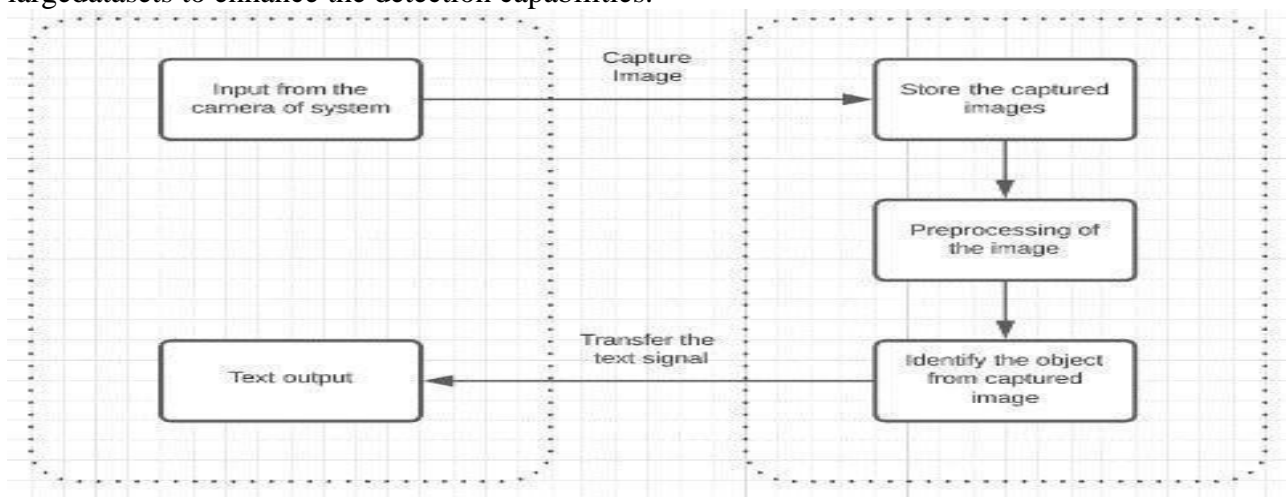 largedatasets to enhance the detection capabilities.
Input from the
camera of system
Capture
Image
Store the captured
images
Preprocessing of
the image
Identify the object
from captured
image
Transfer the
text signal
Text output